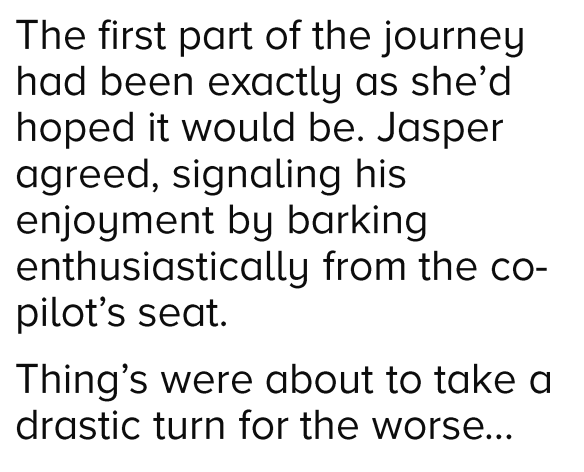 The first part of the journey
had been exactly as she’d
hoped it would be. Jasper
agreed, signaling his
enjoyment by barking
enthusiastically from the co-
pilot’s seat.
Thing’s were about to take a
drastic turn for the worse...